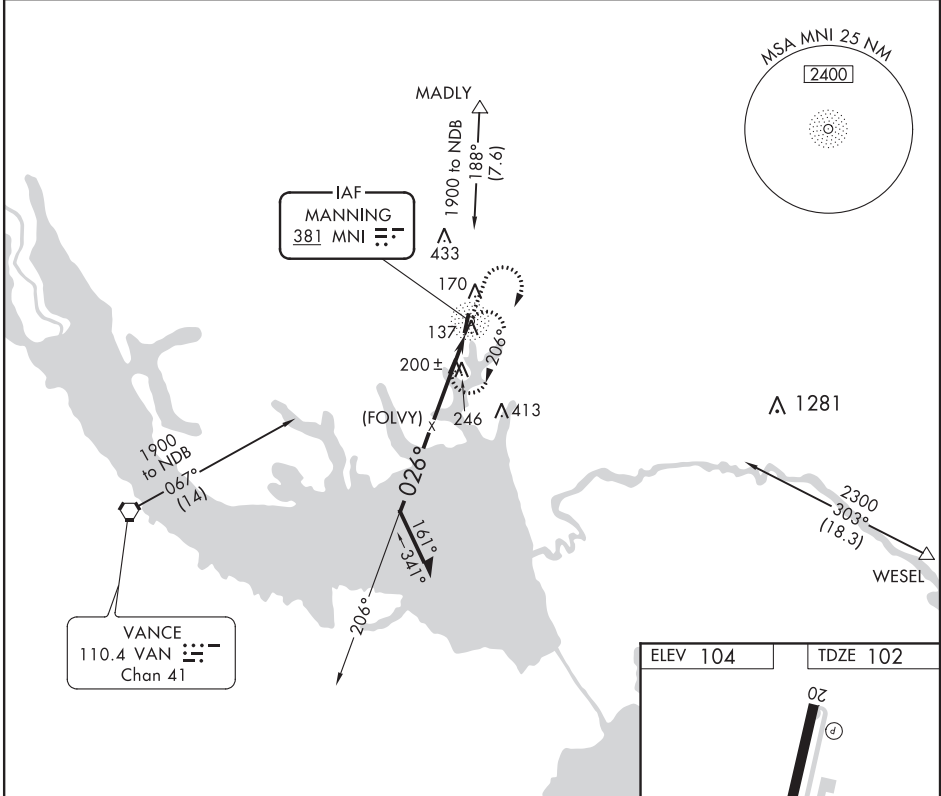 MSA MNI 25 NM
2400
MADLY
1900 to NDB
188°
(7.6)
IAF
MANNING
381 MNI
433
170
137
206°
200 ±
246
413
(FOLVY)
1281
026°
1900
to NDB
067°
(14)
161°
341°
206°
2300
303°
(18.3)
WESEL
VANCE
110.4 VAN
Chan 41
ELEV 104
TDZE 102
20
P